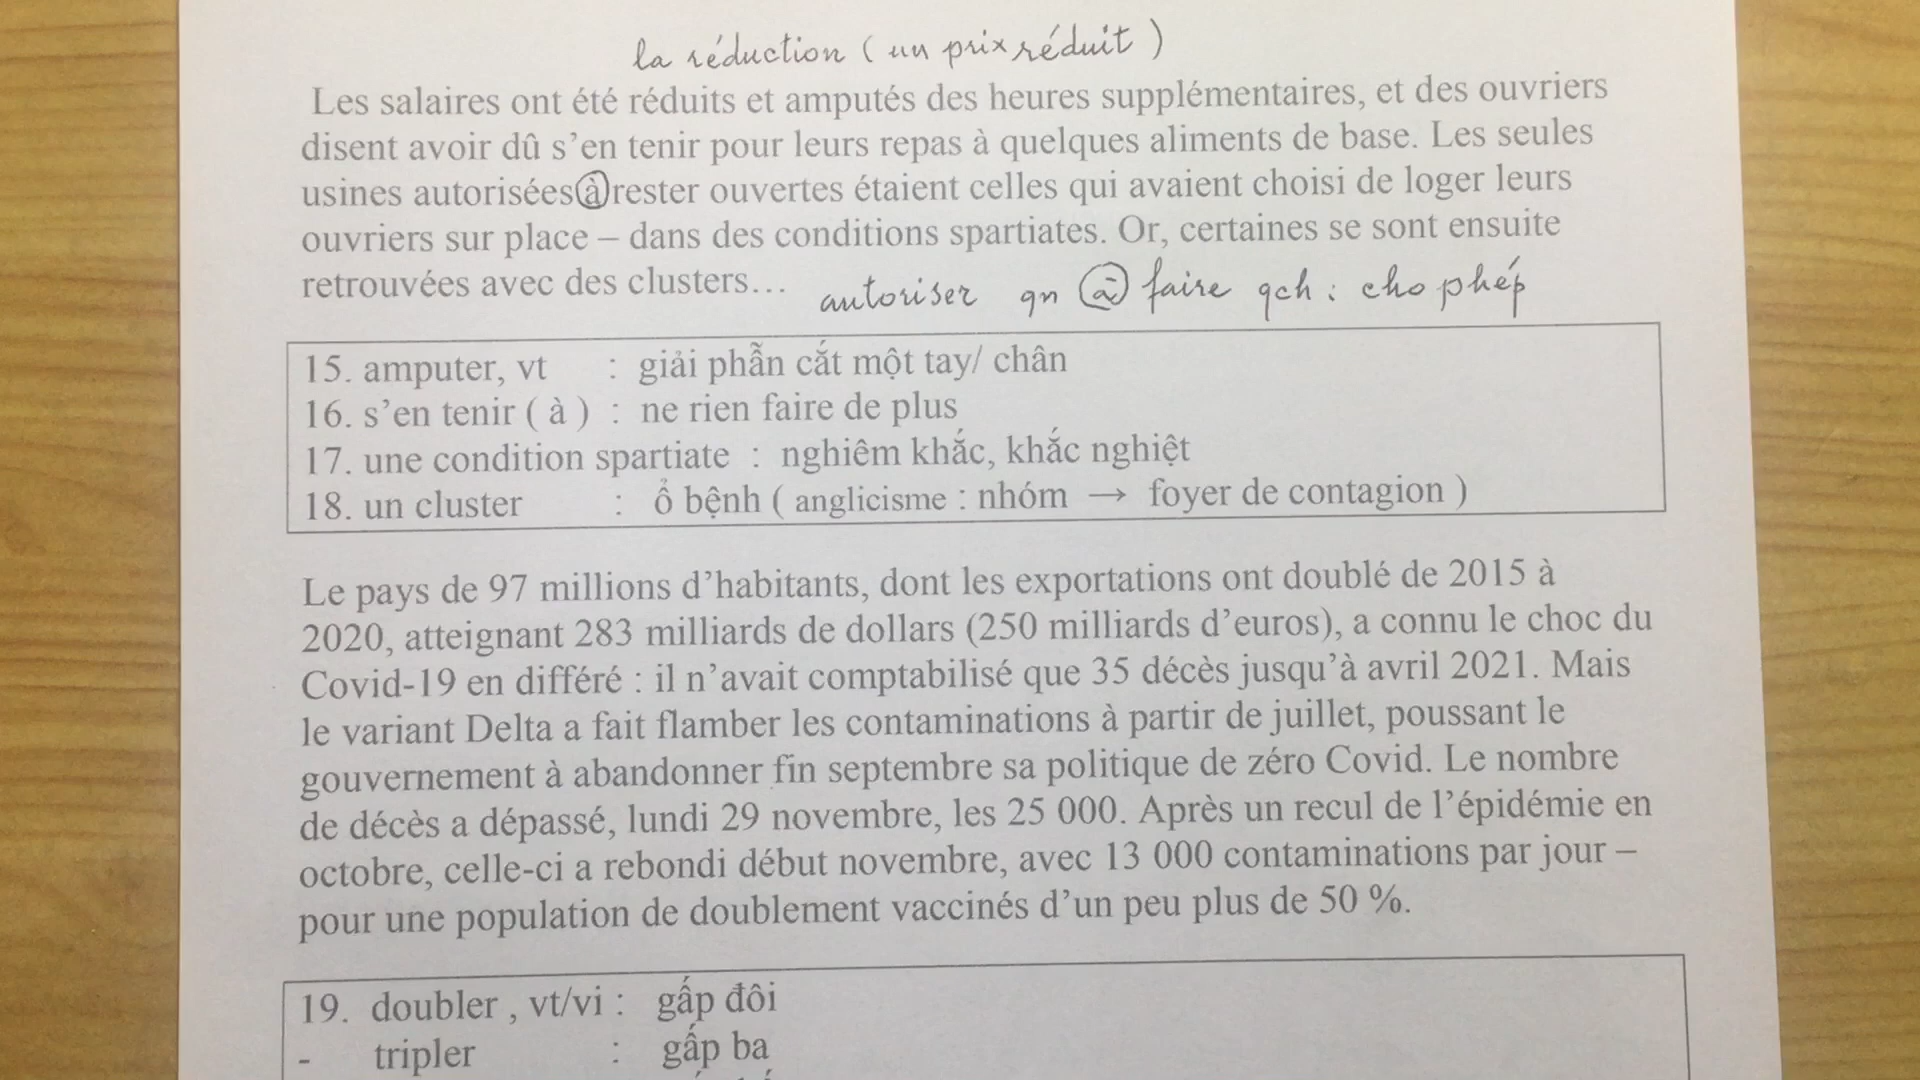 la réduction ( un prix réduit )
Les salaires ont été réduits et amputés des heures supplémentaires, et des ouvriers
disent avoir dû s’en tenir pour leurs repas à quelques aliments de base. Les seules
usines autorisées à rester ouvertes étaient celles qui avaient choisi de loger leurs
ouvriers sur place – dans des conditions spartiates. Or, certaines se sont ensuite
retrouvées avec des clusters…
autoriser qn à faire qch : cho phép
15. amputer, vt : giải phẫn cắt một tay/ chân
16. s’en tenir ( à ) : ne rien faire de plus
17. une condition spartiate : nghiêm khắc, khắc nghiệt
18. un cluster : ổ bệnh ( anglicisme : nhóm → foyer de contagion )
Le pays de 97 millions d’habitants, dont les exportations ont doublé de 2015 à
2020, atteignant 283 milliards de dollars (250 milliards d’euros), a connu le choc du
Covid-19 en différé : il n’avait comptabilisé que 35 décès jusqu’à avril 2021. Mais
le variant Delta a fait flamber les contaminations à partir de juillet, poussant le
gouvernement à abandonner fin septembre sa politique de zéro Covid. Le nombre
de décès a dépassé, lundi 29 novembre, les 25 000. Après un recul de l’épidémie en
octobre, celle-ci a rebondi début novembre, avec 13 000 contaminations par jour –
pour une population de doublement vaccinés d’un peu plus de 50 %.
19. doubler , vt/vi : gấp đôi
- tripler : gấp ba